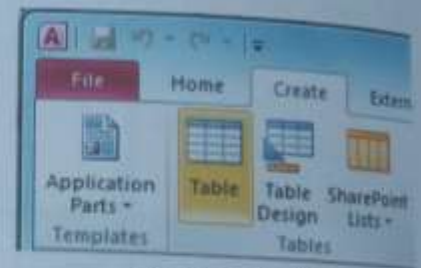 A
File Home Create Extern
Application Parts
Table
Table Design
SharePoint Lists
Templates
Tables